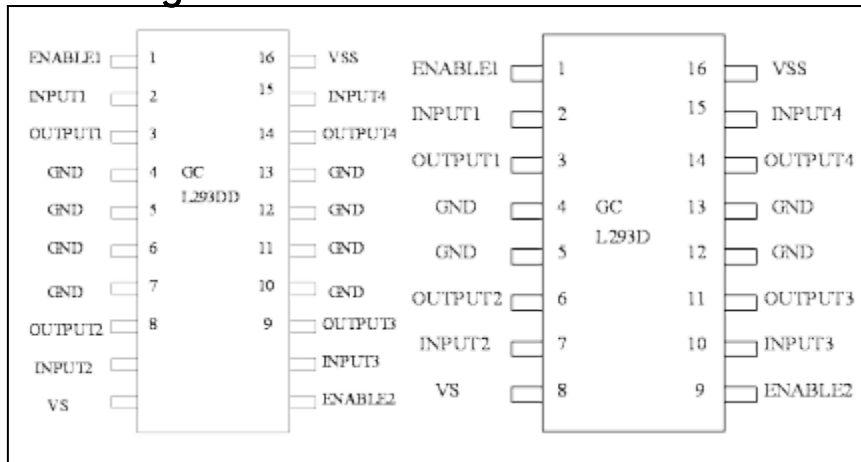 ENABLE1 1 16 VSS
INPUT1 2 15 INPUT4
OUTPUT1 3 14 OUTPUT4
GND 4 GC 13 GND
L293DD
GND 5 12 GND
GND 6 11 GND
GND 7 10 GND
OUTPUT2 8 9 OUTPUT3
INPUT2 INPUT3
VS ENABLE2
ENABLE1 1 16 VSS
INPUT1 2 15 INPUT4
OUTPUT1 3 14 OUTPUT4
GND 4 GC 13 GND
L293D
GND 5 12 GND
OUTPUT2 6 11 OUTPUT3
INPUT2 7 10 INPUT3
VS 8 9 ENABLE2